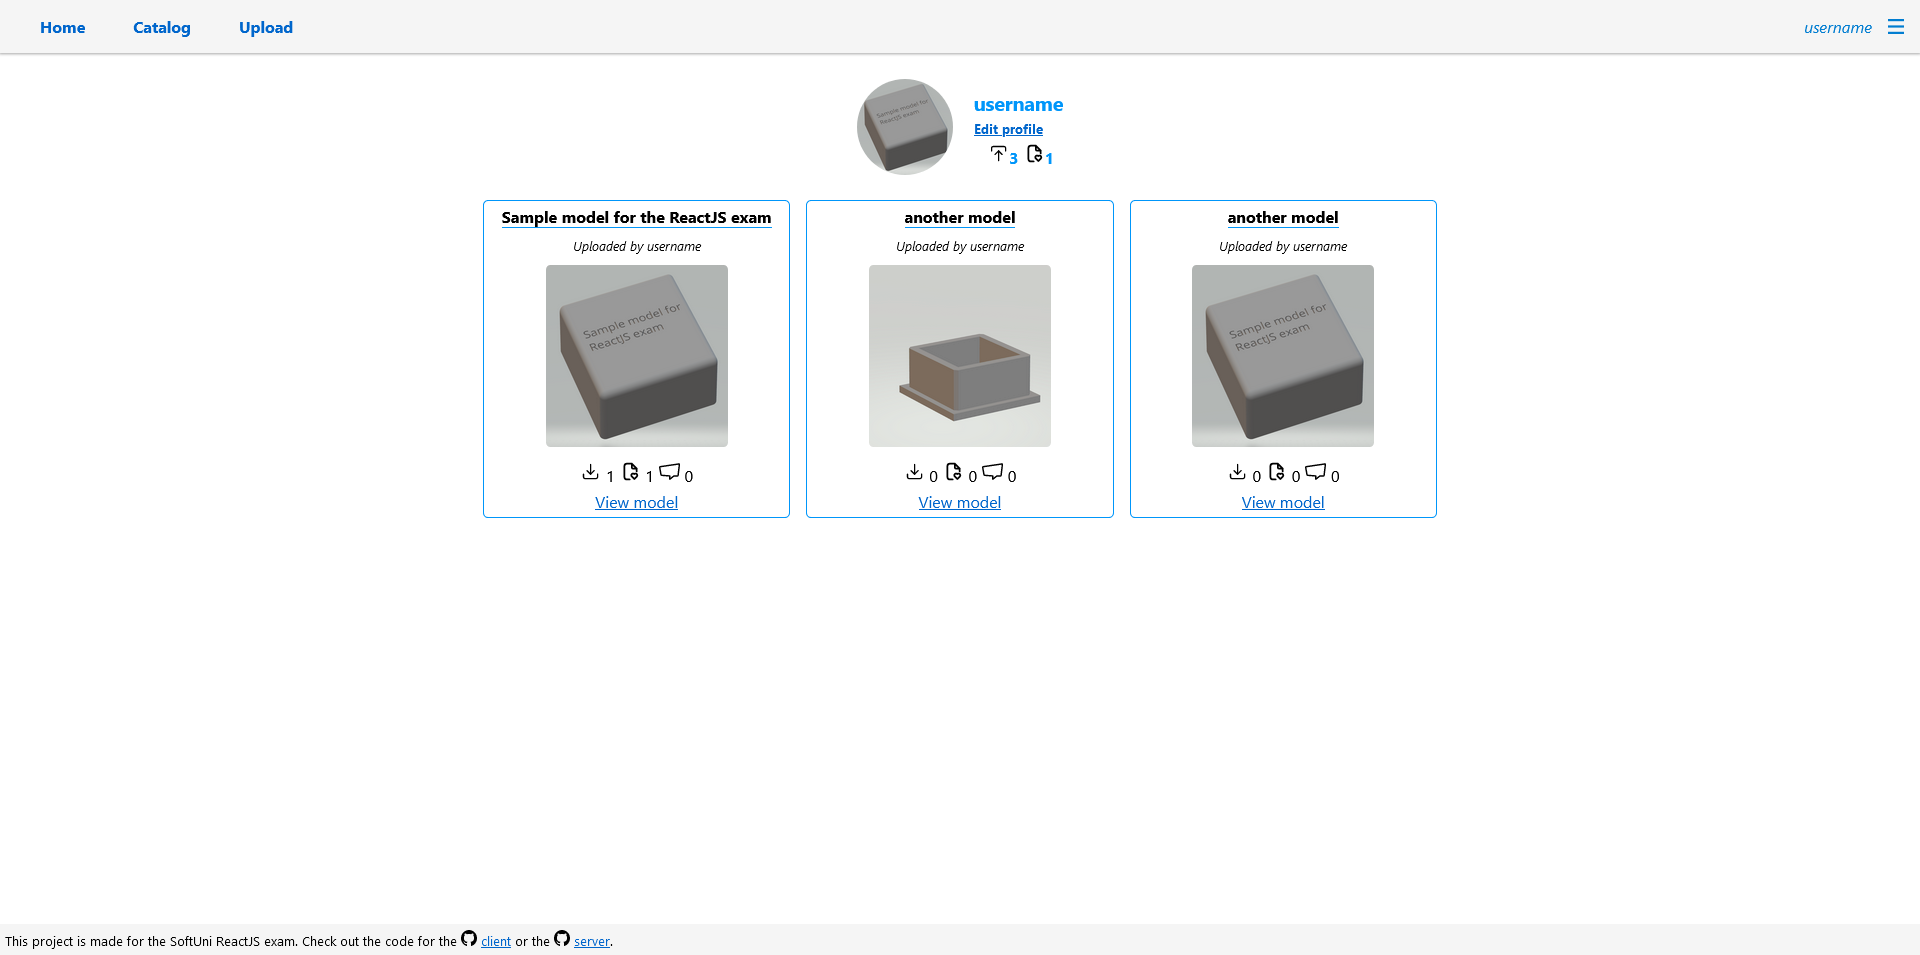 Home Catalog Upload username
Sample model for
ReactJS exam
username
Edit profile
3 1
Sample model for the ReactJS exam
Uploaded by username
Sample model for
ReactJS exam
1 1 0
View model
another model
Uploaded by username
0 0 0
View model
another model
Uploaded by username
Sample model for
ReactJS exam
0 0 0
View model
This project is made for the SoftUni ReactJS exam. Check out the code for the client or the server.